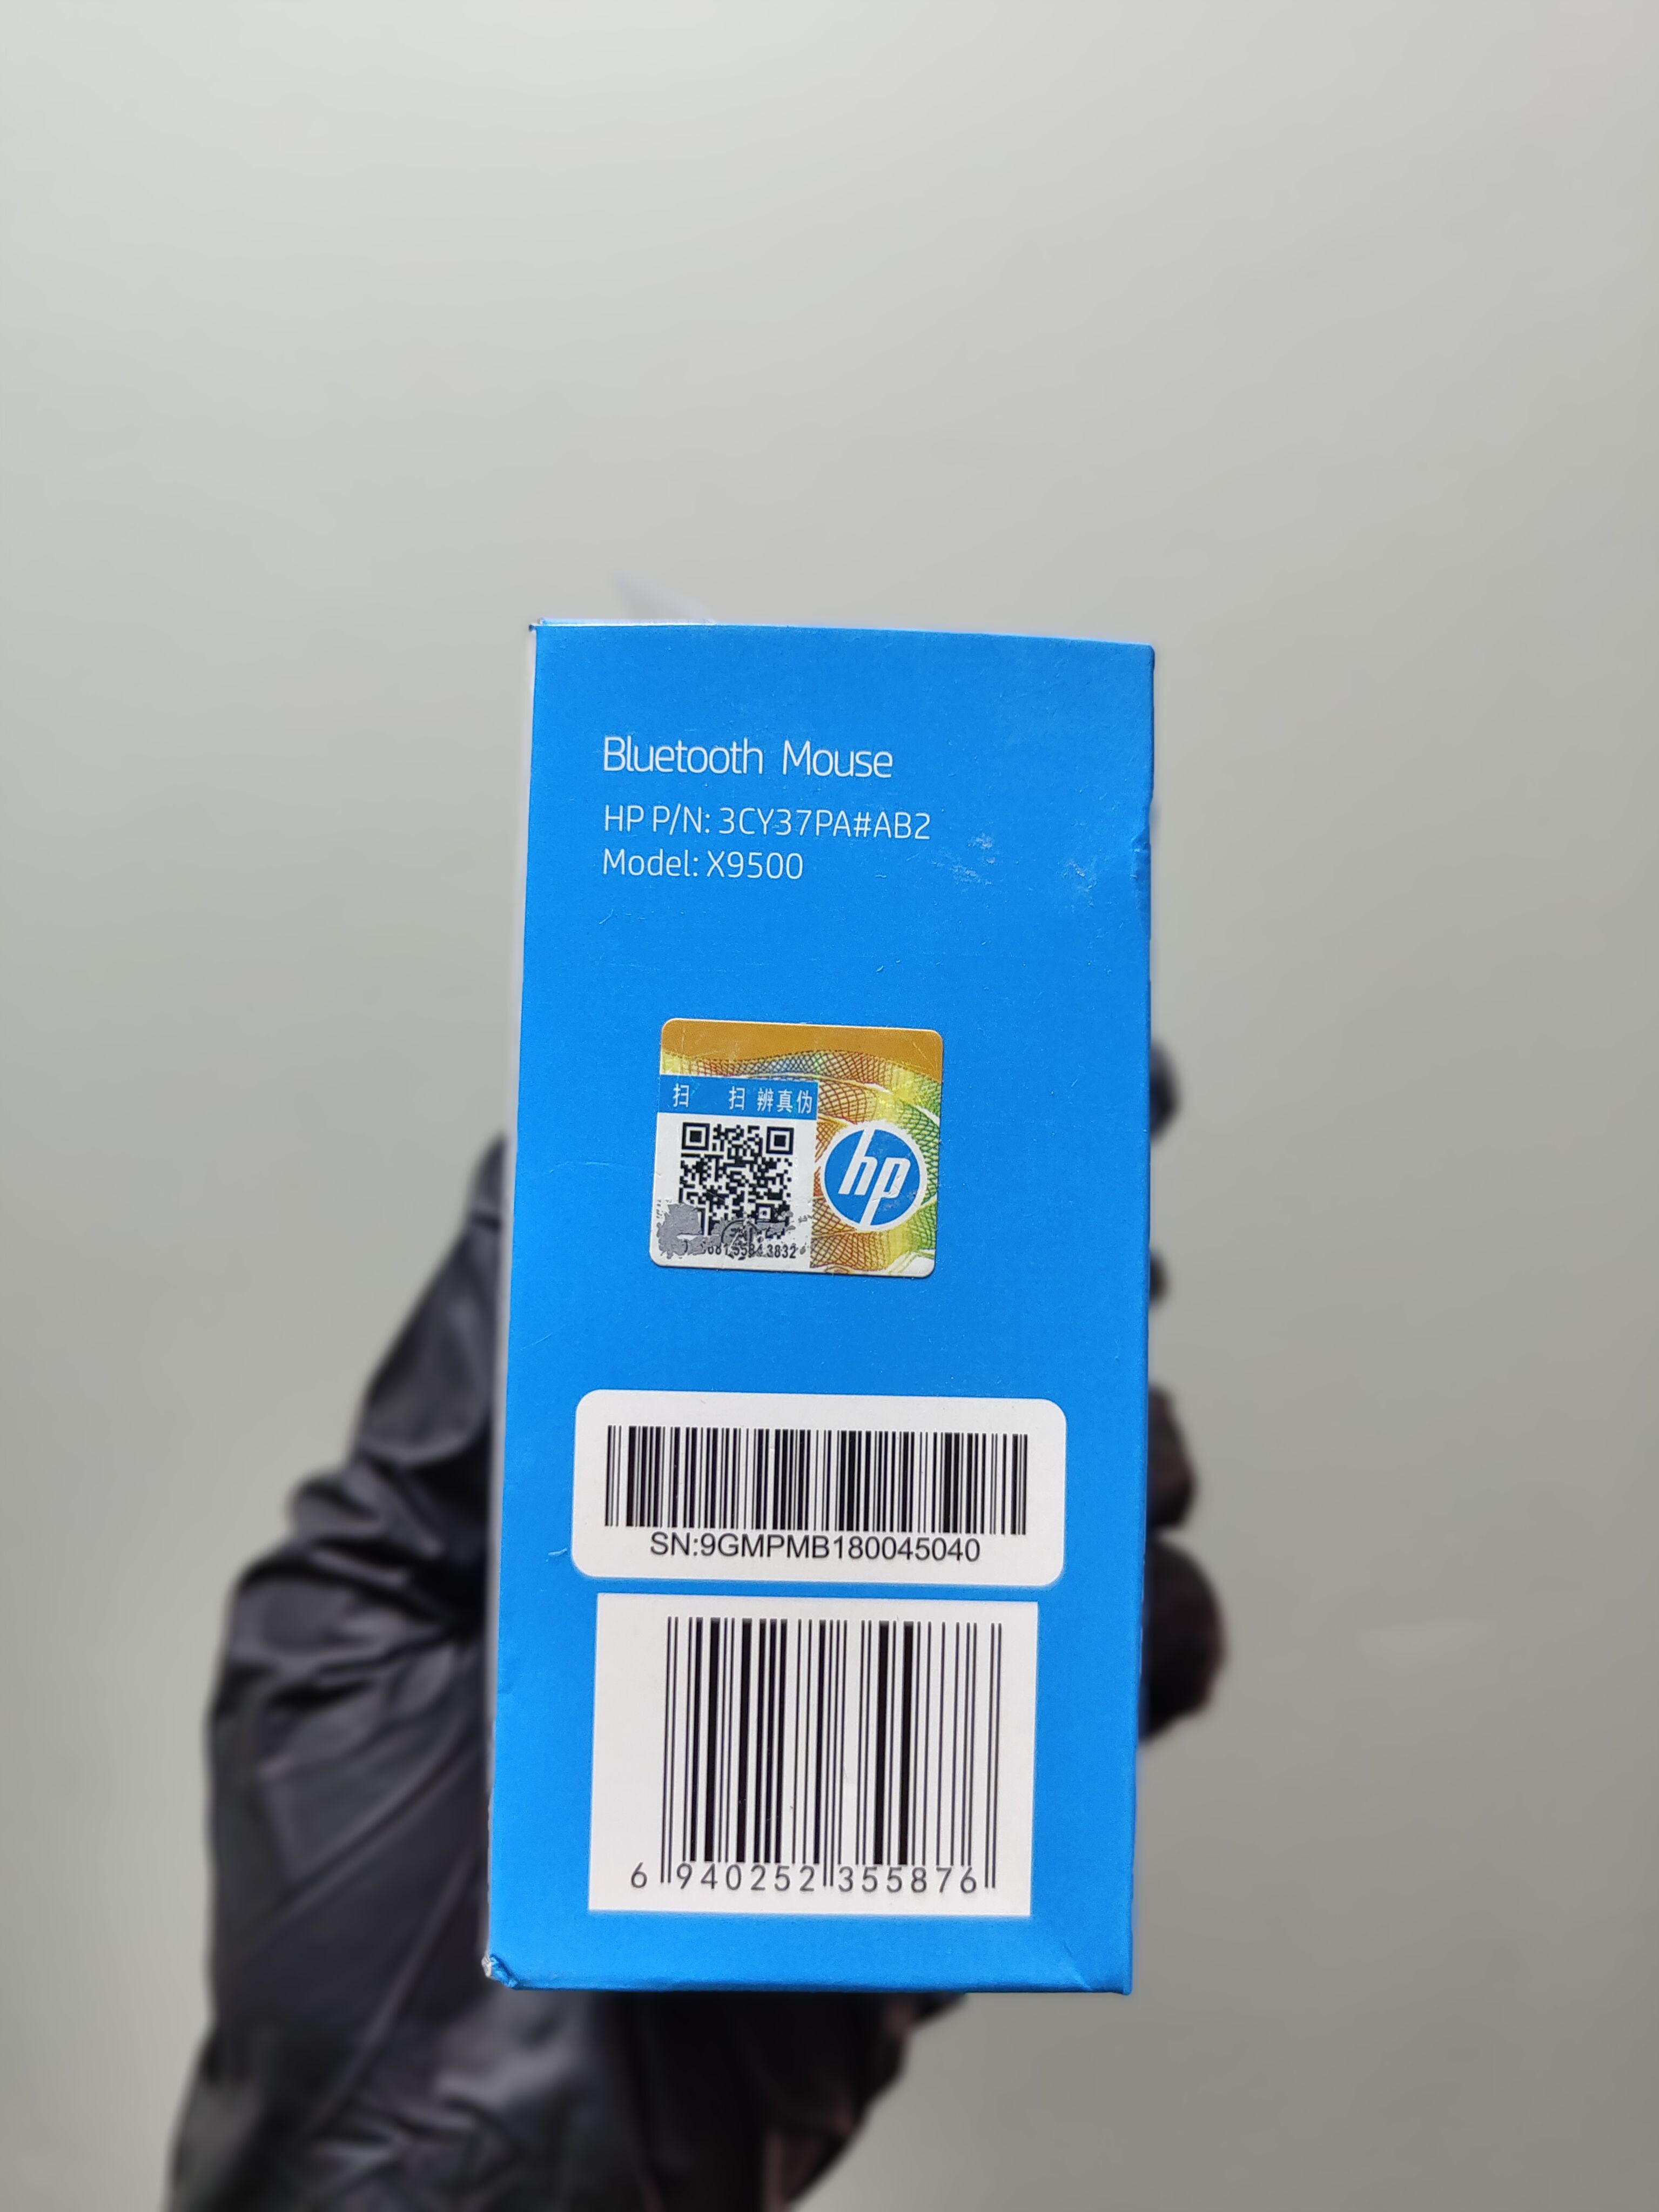 Bluetooth Mouse
HP P/N: 3CY37PA#AB2
Model: X9500
扫 扫 辨真伪
hp
SN:9GMPMB180045040
6 940252 355876